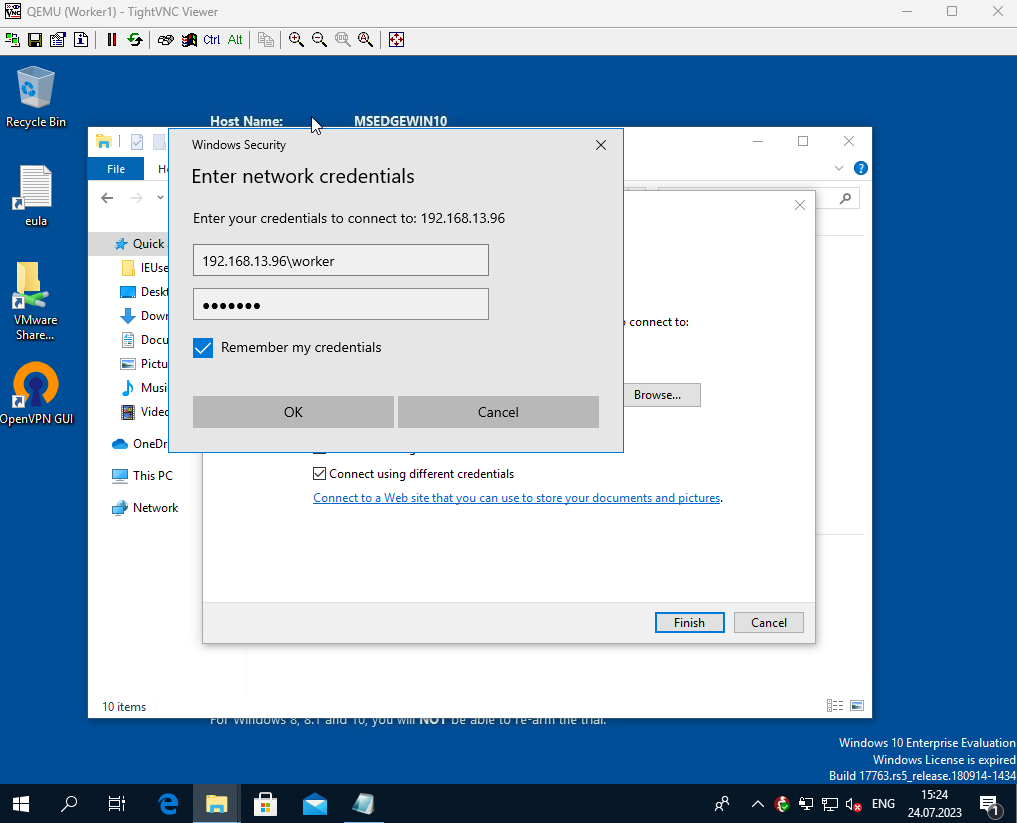 QEMU (Worker1) - TightVNC Viewer
Ctrl Alt
Recycle Bin
eula
VMware
Share...
OpenVPN GUI
Host Name: MSEDGEWIN10
File
Quick
IEUse
Deskt
Down
Docu
Pictu
Music
Video
OneDr
This PC
Network
10 items
Windows Security
Enter network credentials
Enter your credentials to connect to: 192.168.13.96
192.168.13.96\worker
Remember my credentials
OK
Cancel
connect to:
Browse...
Connect using different credentials
Connect to a Web site that you can use to store your documents and pictures.
Finish
Cancel
For Windows 8, 8.1 and 10, you will NOT be able to re-arm the trial.
Windows 10 Enterprise Evaluation
Windows License is expired
Build 17763.rs5_release.180914-1434
ENG
15:24
24.07.2023
1